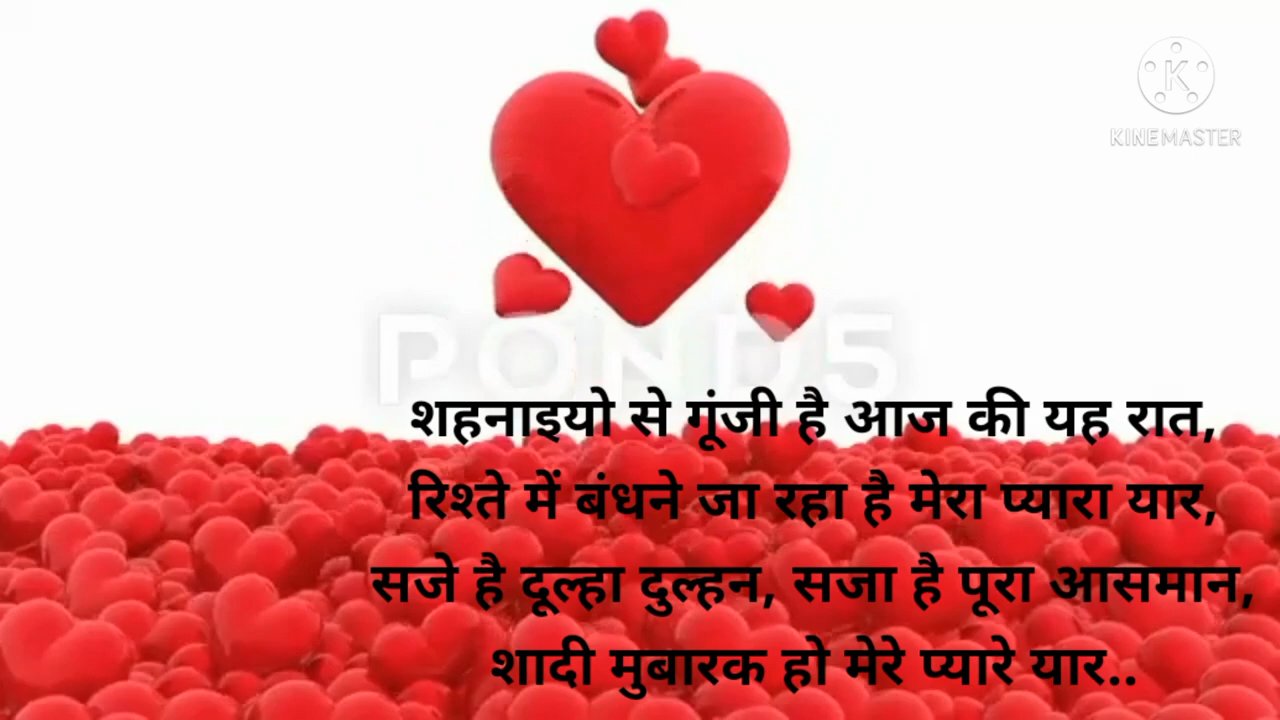 KINEMASTER
POND5
शहनाइयो से गूंजी है आज की यह रात,
रिश्ते में बंधने जा रहा है मेरा प्यारा यार,
सजे है दूल्हा दुल्हन, सजा है पूरा आसमान,
शादी मुबारक हो मेरे प्यारे यार..